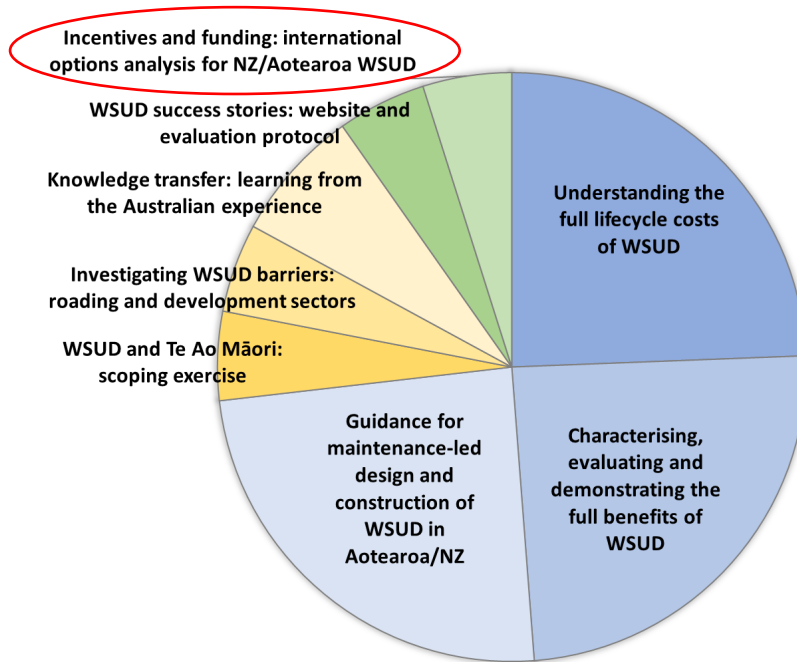 Incentives and funding: international
options analysis for NZ/Aotearoa WSUD
WSUD success stories: website and
evaluation protocol
Knowledge transfer: learning from
the Australian experience
Investigating WSUD barriers:
roading and development sectors
WSUD and Te Ao Māori:
scoping exercise
Understanding the
full lifecycle costs
of WSUD
Guidance for
maintenance-led
design and
construction of
WSUD in
Aotearoa/NZ
Characterising,
evaluating and
demonstrating the
full benefits of
WSUD